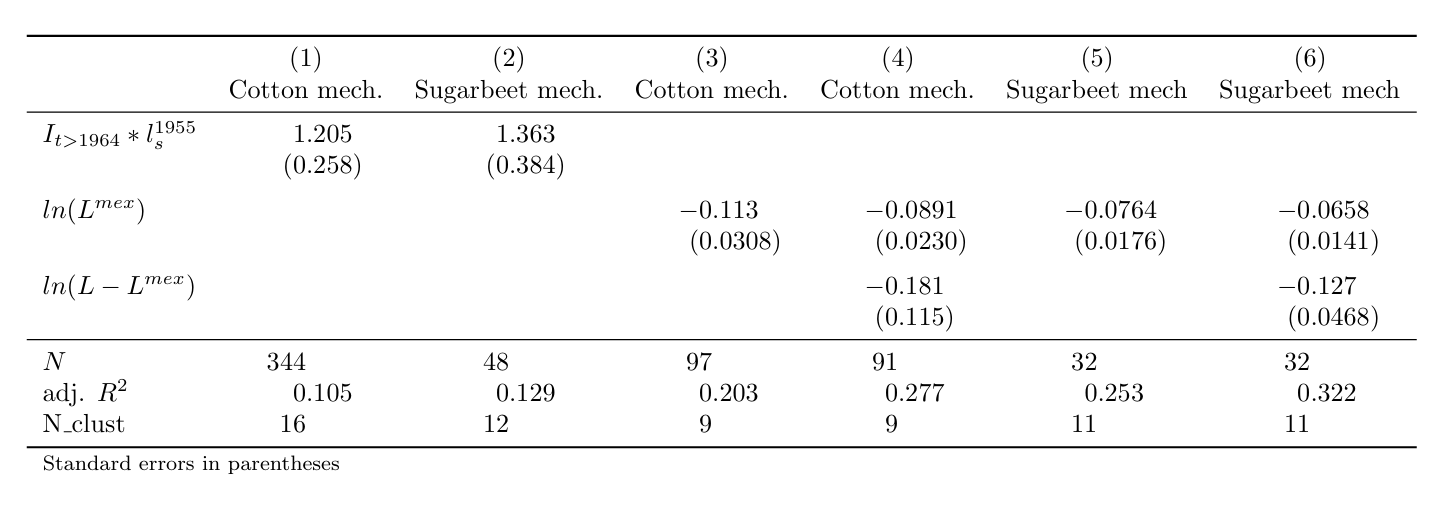 (1) (2) (3) (4) (5) (6)
Cotton mech. Sugarbeet mech. Cotton mech. Cotton mech. Sugarbeet mech Sugarbeet mech
I_{t>1964} * l_s^{1955} 1.205 1.363
(0.258) (0.384)
ln(L^{mex}) −0.113 −0.0891 −0.0764 −0.0658
(0.0308) (0.0230) (0.0176) (0.0141)
ln(L − L^{mex}) −0.181 −0.127
(0.115) (0.0468)
N 344 48 97 91 32 32
adj. R² 0.105 0.129 0.203 0.277 0.253 0.322
N_clust 16 12 9 9 11 11
Standard errors in parentheses